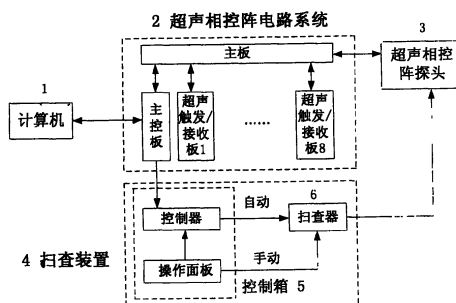 2 超声相控阵电路系统
3
主板
超声相控
阵探头
1
计算机
主
控
板
超声
触发/
接收
板1
......
超声
触发/
接收
板8
6
控制器
自动
扫查器
4 扫查装置
操作面板
手动
控制箱 5